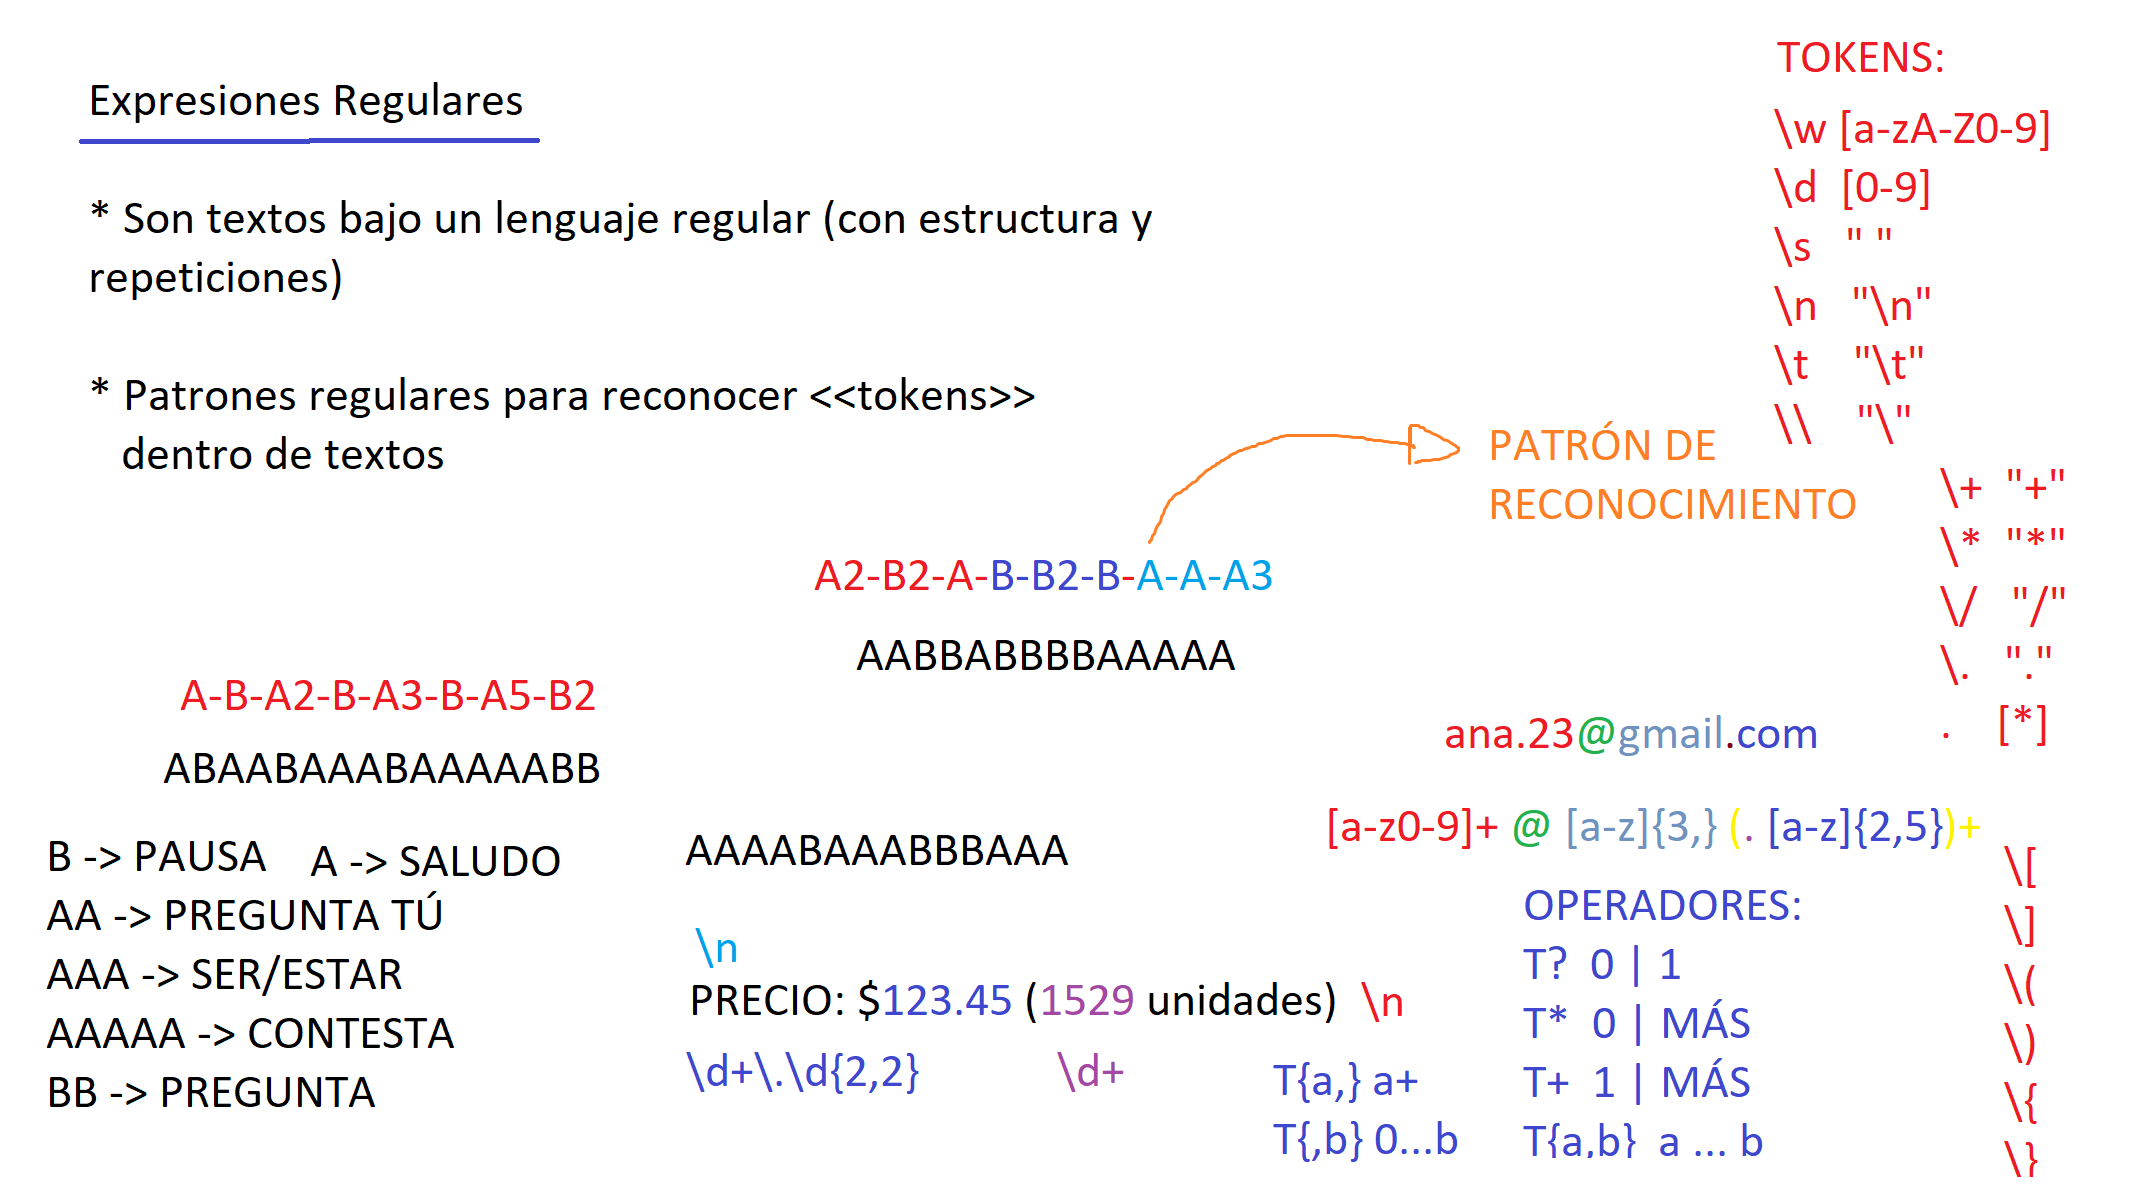 Expresiones Regulares
* Son textos bajo un lenguaje regular (con estructura y
repeticiones)
* Patrones regulares para reconocer <<tokens>>
dentro de textos
PATRÓN DE
RECONOCIMIENTO
A2-B2-A-B-B2-B-A-A-A3
AABBABBBBAAAAA
A-B-A2-B-A3-B-A5-B2
ABAABAAABAAAAABB
B -> PAUSA A -> SALUDO
AA -> PREGUNTA TÚ
AAA -> SER/ESTAR
AAAAA -> CONTESTA
BB -> PREGUNTA
AAAABAAABBBAAA
\n
PRECIO: $123.45 (1529 unidades) \n
\d+\.\d{2,2} \d+
ana.23@gmail.com
[a-z0-9]+ @ [a-z]{3,} (. [a-z]{2,5})+
OPERADORES:
T? 0 | 1
T* 0 | MÁS
T+ 1 | MÁS
T{a,b} a ... b
T{a,} a+
T{,b} 0...b
TOKENS:
\w [a-zA-Z0-9]
\d [0-9]
\s " "
\n "\n"
\t "\t"
\\ "\"
\+ "+"
\* "*"
\/ "/"
\. "."
. [*]
\[
\]
\(
\)
\{
\}